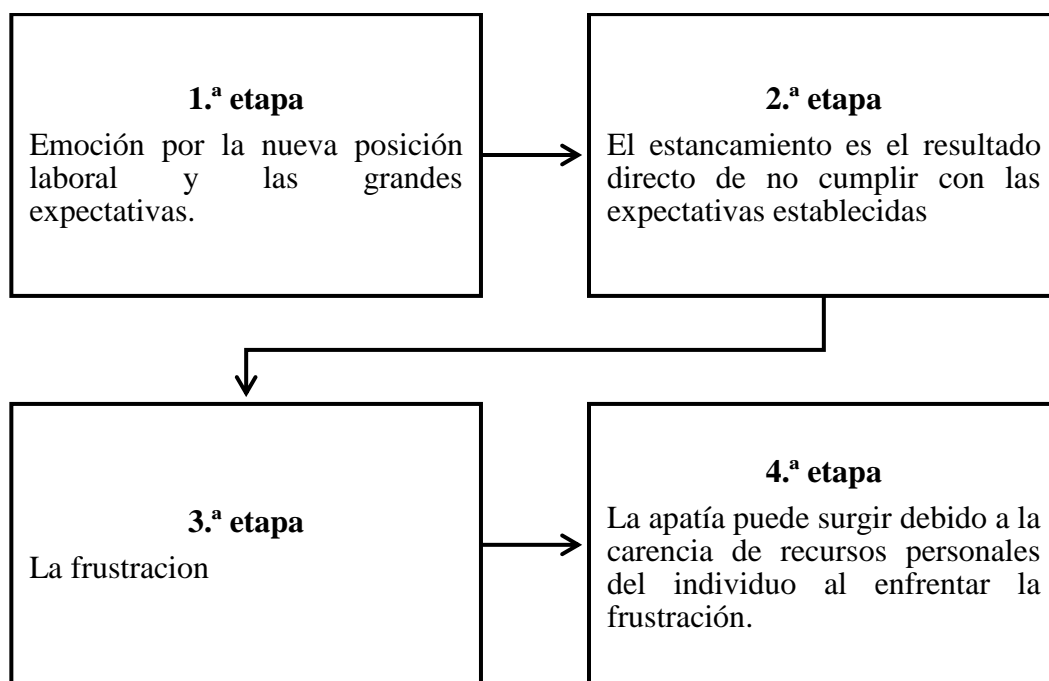 1.ª etapa
Emoción por la nueva posición
laboral y las grandes
expectativas.
2.ª etapa
El estancamiento es el resultado
directo de no cumplir con las
expectativas establecidas
3.ª etapa
La frustracion
4.ª etapa
La apatía puede surgir debido a la
carencia de recursos personales
del individuo al enfrentar la
frustración.